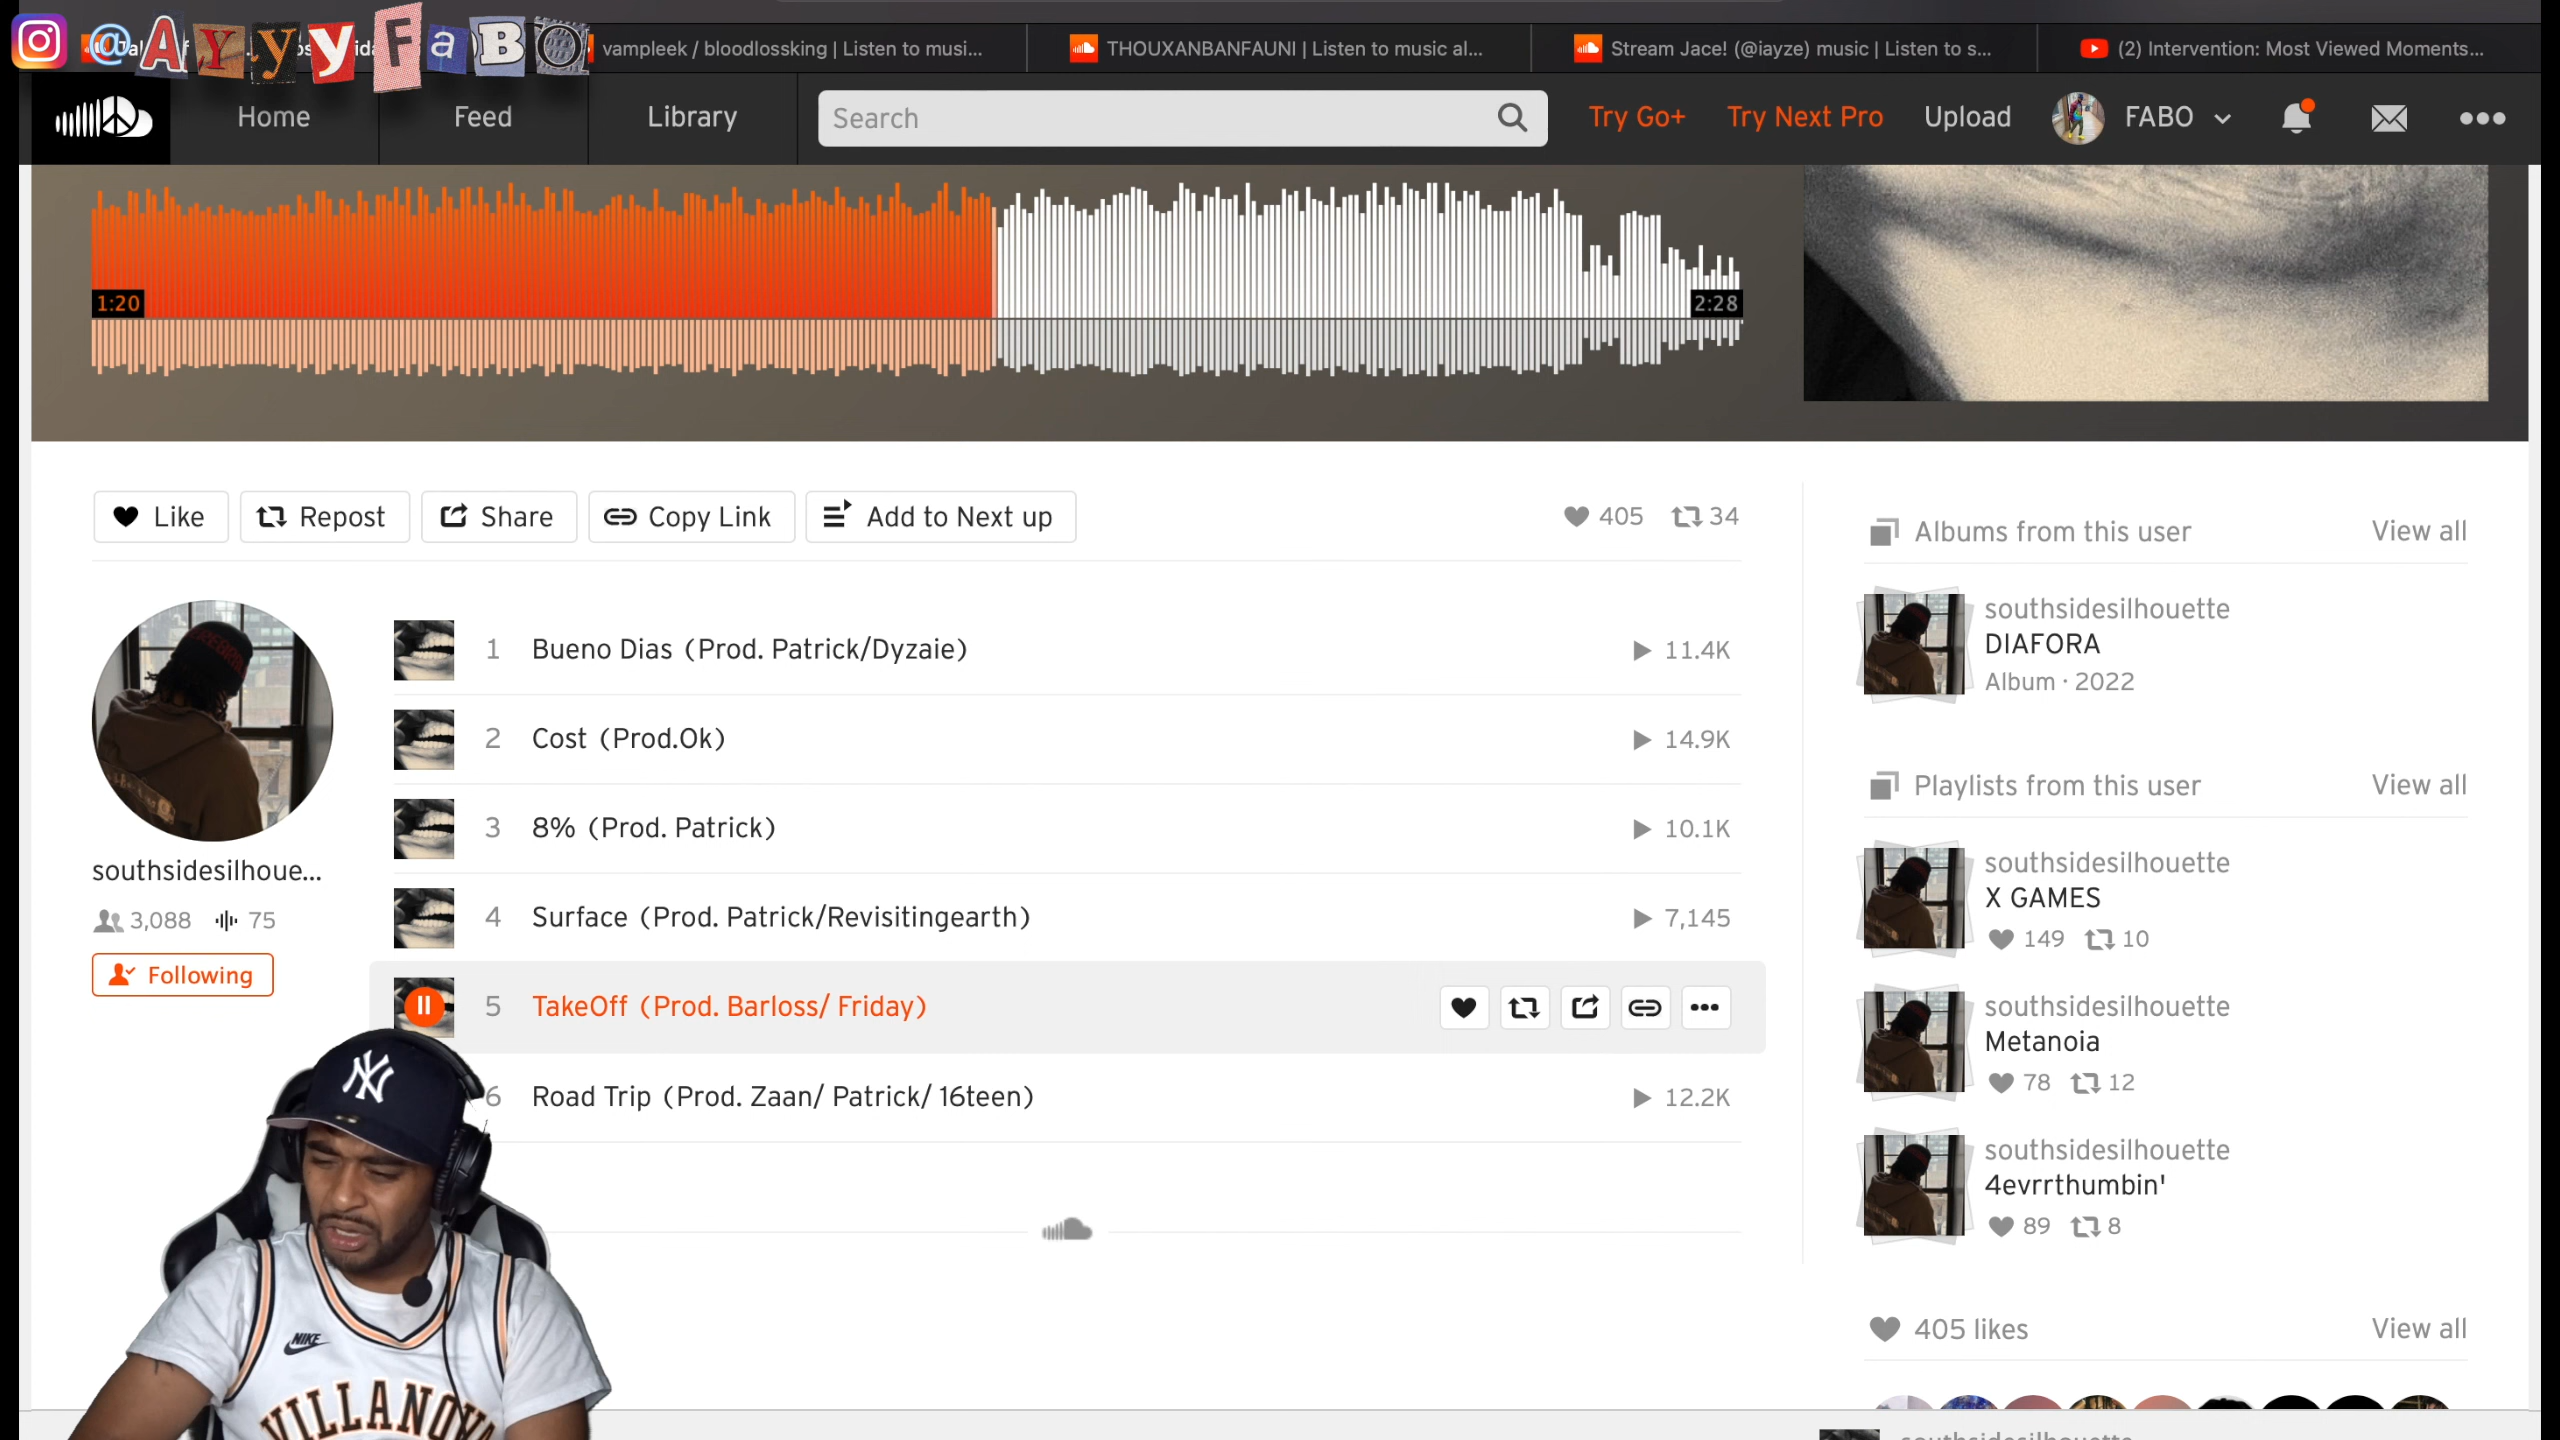 @AyyyFaBO
vampleek / bloodlossking | Listen to musi...
THOUXANBANFAUNI | Listen to music al...
Stream Jace! (@iayze) music | Listen to s...
(2) Intervention: Most Viewed Moments...
Home
Feed
Library
Search
Try Go+
Try Next Pro
Upload
FABO
1:20
2:28
Like
Repost
Share
Copy Link
Add to Next up
405
34
southsidesilhoue...
3,088
75
Following
1 Bueno Dias (Prod. Patrick/Dyzaie) 11.4K
2 Cost (Prod.Ok) 14.9K
3 8% (Prod. Patrick) 10.1K
4 Surface (Prod. Patrick/Revisitingearth) 7,145
5 TakeOff (Prod. Barloss/ Friday)
6 Road Trip (Prod. Zaan/ Patrick/ 16teen) 12.2K
Albums from this user View all
southsidesilhouette
DIAFORA
Album · 2022
Playlists from this user View all
southsidesilhouette
X GAMES
149 10
southsidesilhouette
Metanoia
78 12
southsidesilhouette
4evrrthumbin'
89 8
405 likes View all
NY
NIKE
VILLANOVA